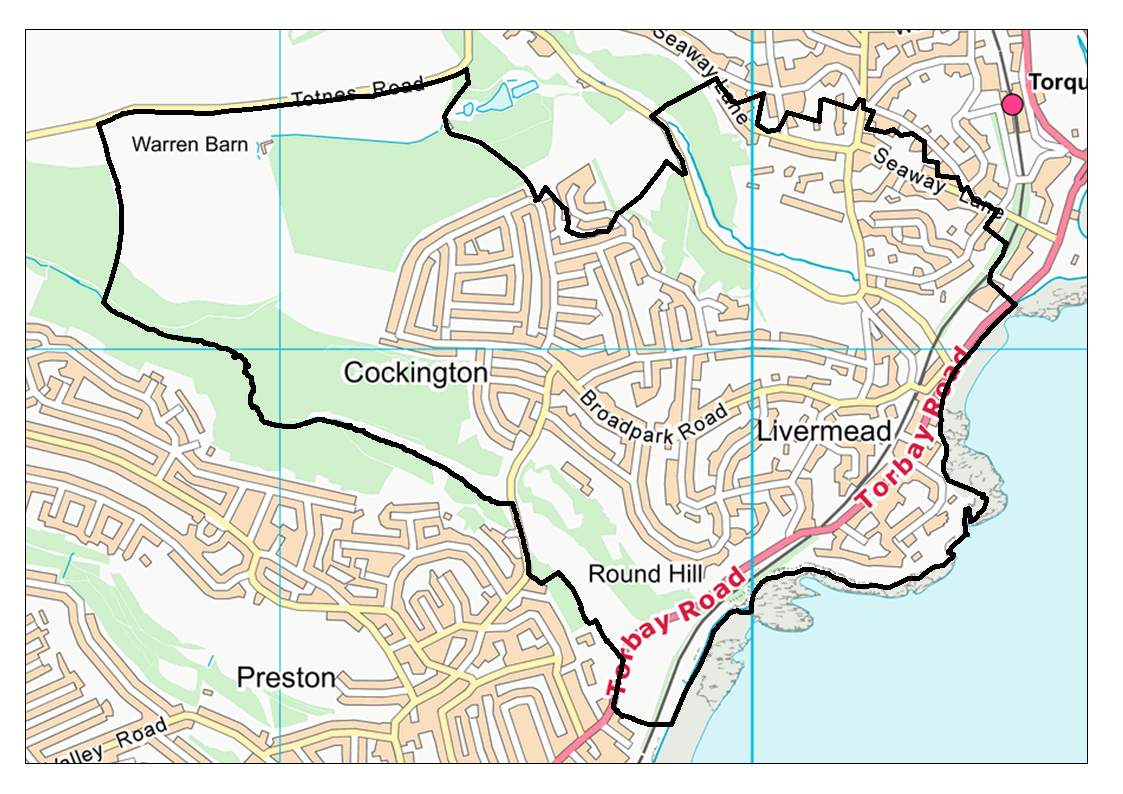 Seaway Lane
Torqu
Totnes Road
Warren Barn
Seaway Lane
Cockington
Broadpark Road
Livermead
Torbay Road
Round Hill
Torbay Road
Preston
Valley Road